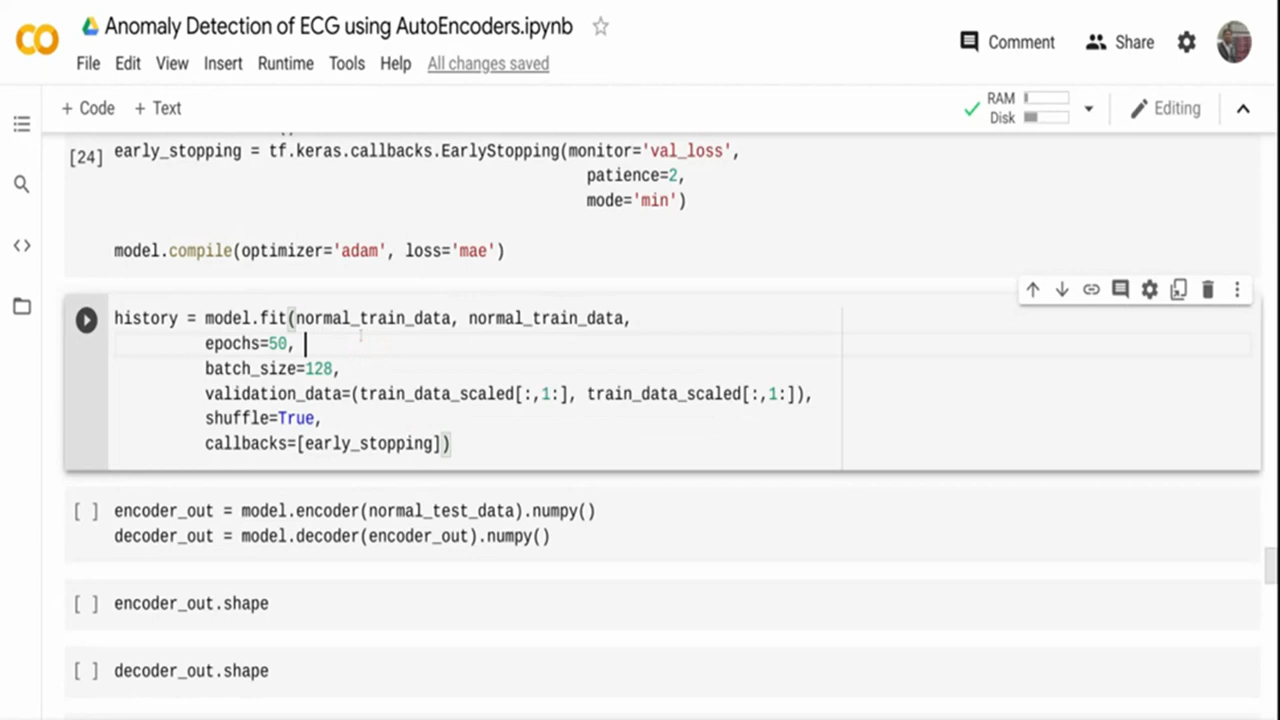 Anomaly Detection of ECG using AutoEncoders.ipynb
Comment Share
File Edit View Insert Runtime Tools Help All changes saved
+ Code + Text
RAM
Disk
Editing
[24] early_stopping = tf.keras.callbacks.EarlyStopping(monitor='val_loss',
patience=2,
mode='min')
model.compile(optimizer='adam', loss='mae')
history = model.fit(normal_train_data, normal_train_data,
epochs=50,
batch_size=128,
validation_data=(train_data_scaled[:,1:], train_data_scaled[:,1:]),
shuffle=True,
callbacks=[early_stopping])
[ ] encoder_out = model.encoder(normal_test_data).numpy()
decoder_out = model.decoder(encoder_out).numpy()
[ ] encoder_out.shape
[ ] decoder_out.shape